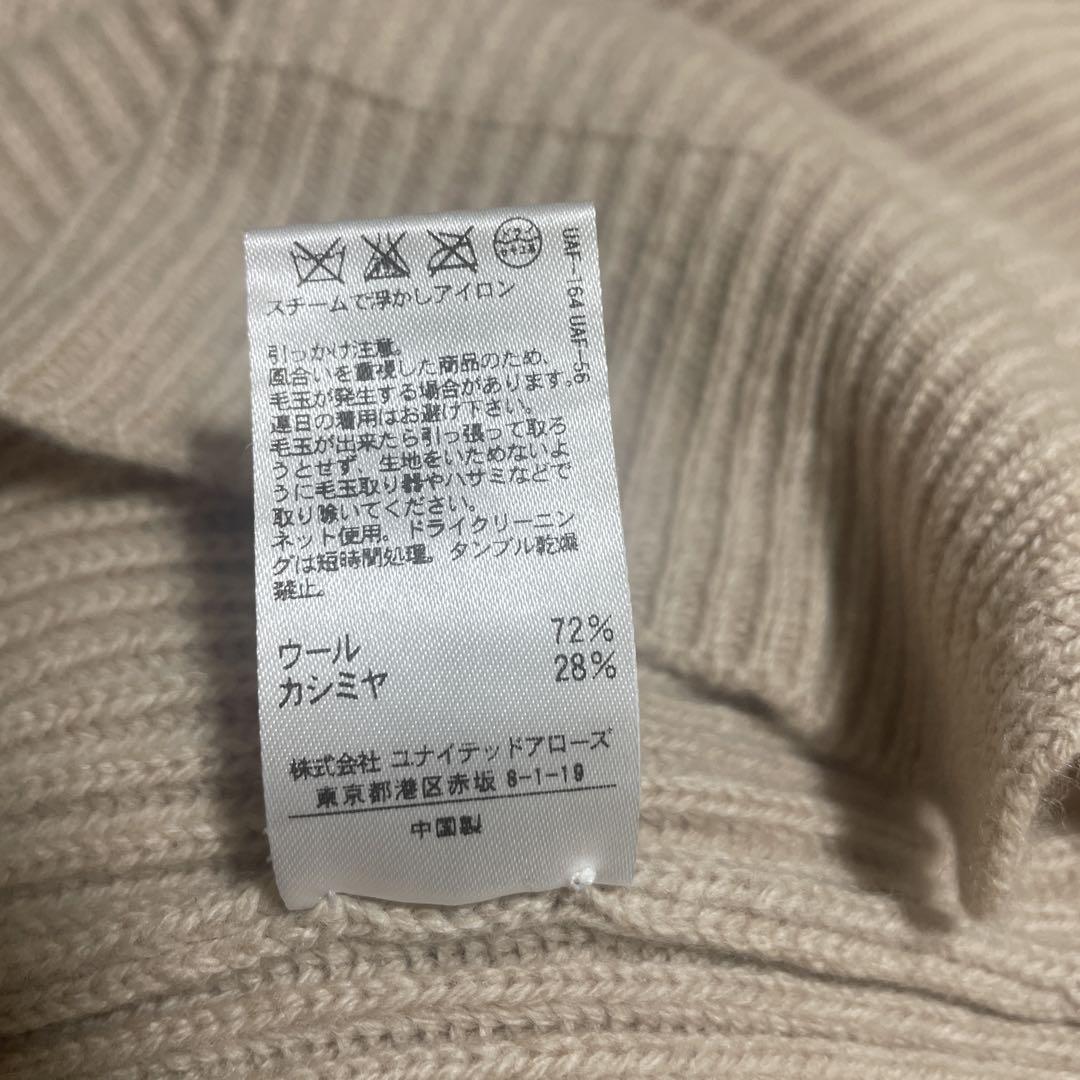 スチームで浮かしアイロン
引っかけ注意。
風合いを重視した商品のため、
毛玉が発生する場合があります。
連日の着用はお避け下さい。
毛玉が出来たら引っ張って取ろ
うとせず、生地をいためないよ
うに毛玉取り器やハサミなどで
取り除いてください。
ネット使用。ドライクリーニン
グは短時間処理。タンブル乾燥
禁止。
ウール 72%
カシミヤ 28%
株式会社 ユナイテッドアローズ
東京都港区赤坂 8-1-19
中国製
UAF-164 UAF-56